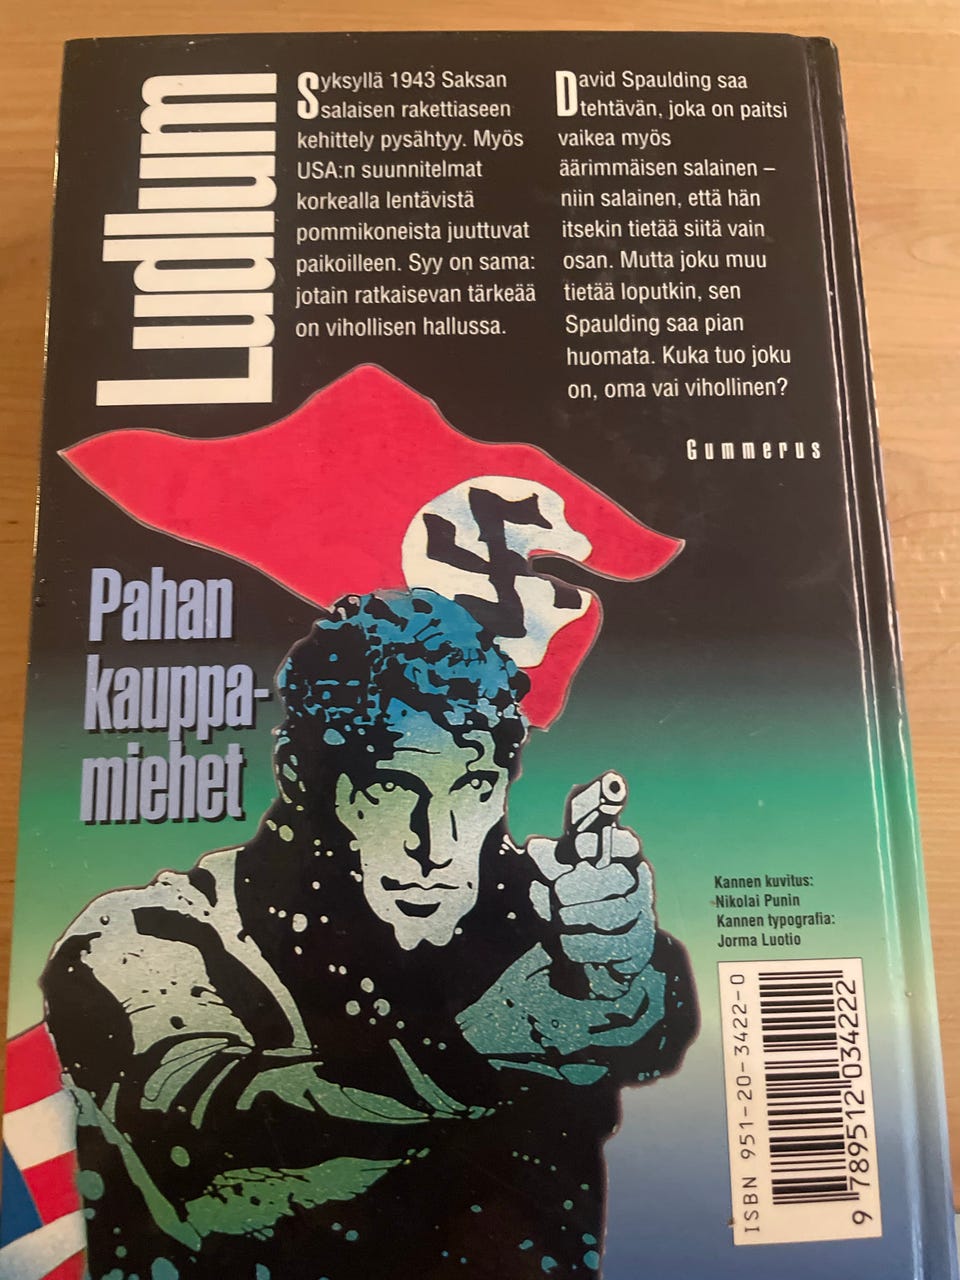 Ludlum
Syksyllä 1943 Saksan
salaisen rakettiaseen
kehittely pysähtyy. Myös
USA:n suunnitelmat
korkealla lentävistä
pommikoneista juuttuvat
paikoilleen. Syy on sama:
jotain ratkaisevan tärkeää
on vihollisen hallussa.
David Spaulding saa
tehtävän, joka on paitsi
vaikea myös
äärimmäisen salainen –
niin salainen, että hän
itsekin tietää siitä vain
osan. Mutta joku muu
tietää loputkin, sen
Spaulding saa pian
huomata. Kuka tuo joku
on, oma vai vihollinen?
Gummerus
Pahan
kauppa-
miehet
Kannen kuvitus:
Nikolai Punin
Kannen typografia:
Jorma Luotio
ISBN 951-20-3422-0
9 789512 034222